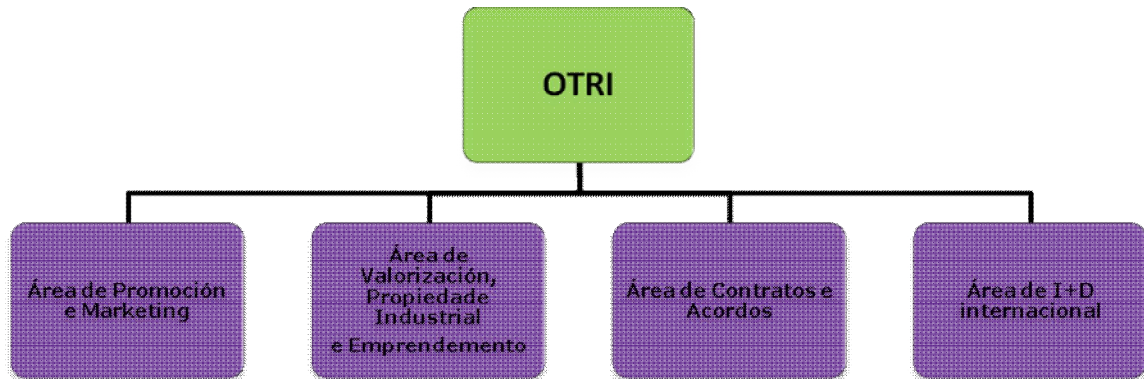 OTRI
Área de Promoción
e Marketing
Área de
Valorización,
Propiedade
Industrial
e Emprendemento
Área de Contratos e
Acordos
Área de I+D
internacional